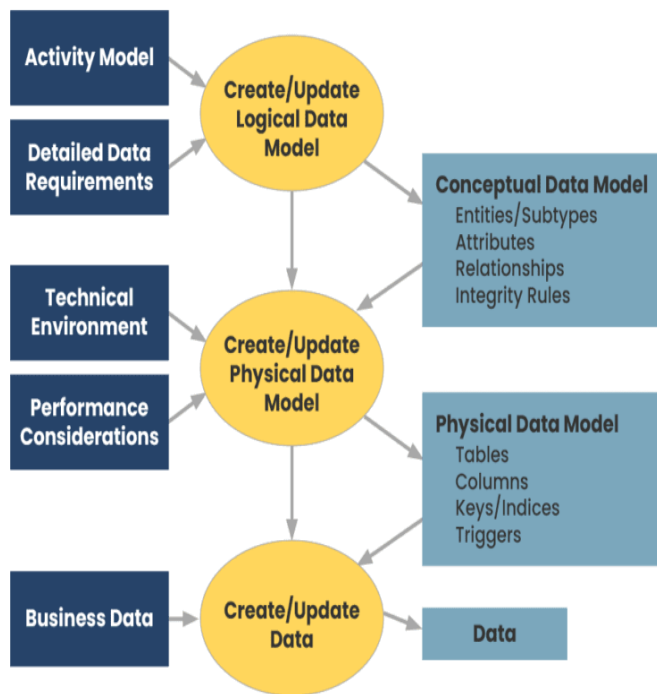 Activity Model
Create/Update
Logical Data
Model
Detailed Data
Requirements
Conceptual Data Model
Entities/Subtypes
Attributes
Relationships
Integrity Rules
Technical
Environment
Create/Update
Physical Data
Model
Performance
Considerations
Physical Data Model
Tables
Columns
Keys/Indices
Triggers
Business Data
Create/Update
Data
Data